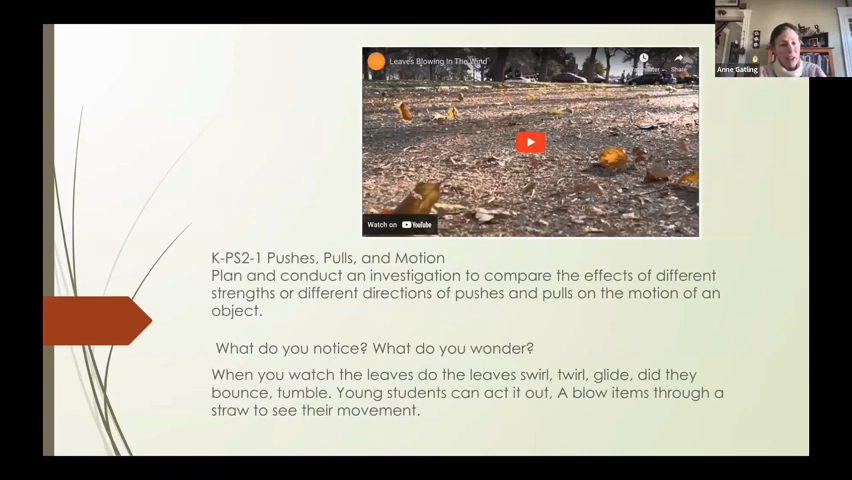 Leaves Blowing In The Wind
Share
Anne Gatling
Watch on YouTube
K-PS2-1 Pushes, Pulls, and Motion
Plan and conduct an investigation to compare the effects of different
strengths or different directions of pushes and pulls on the motion of an
object.
What do you notice? What do you wonder?
When you watch the leaves do the leaves swirl, twirl, glide, did they
bounce, tumble. Young students can act it out, A blow items through a
straw to see their movement.